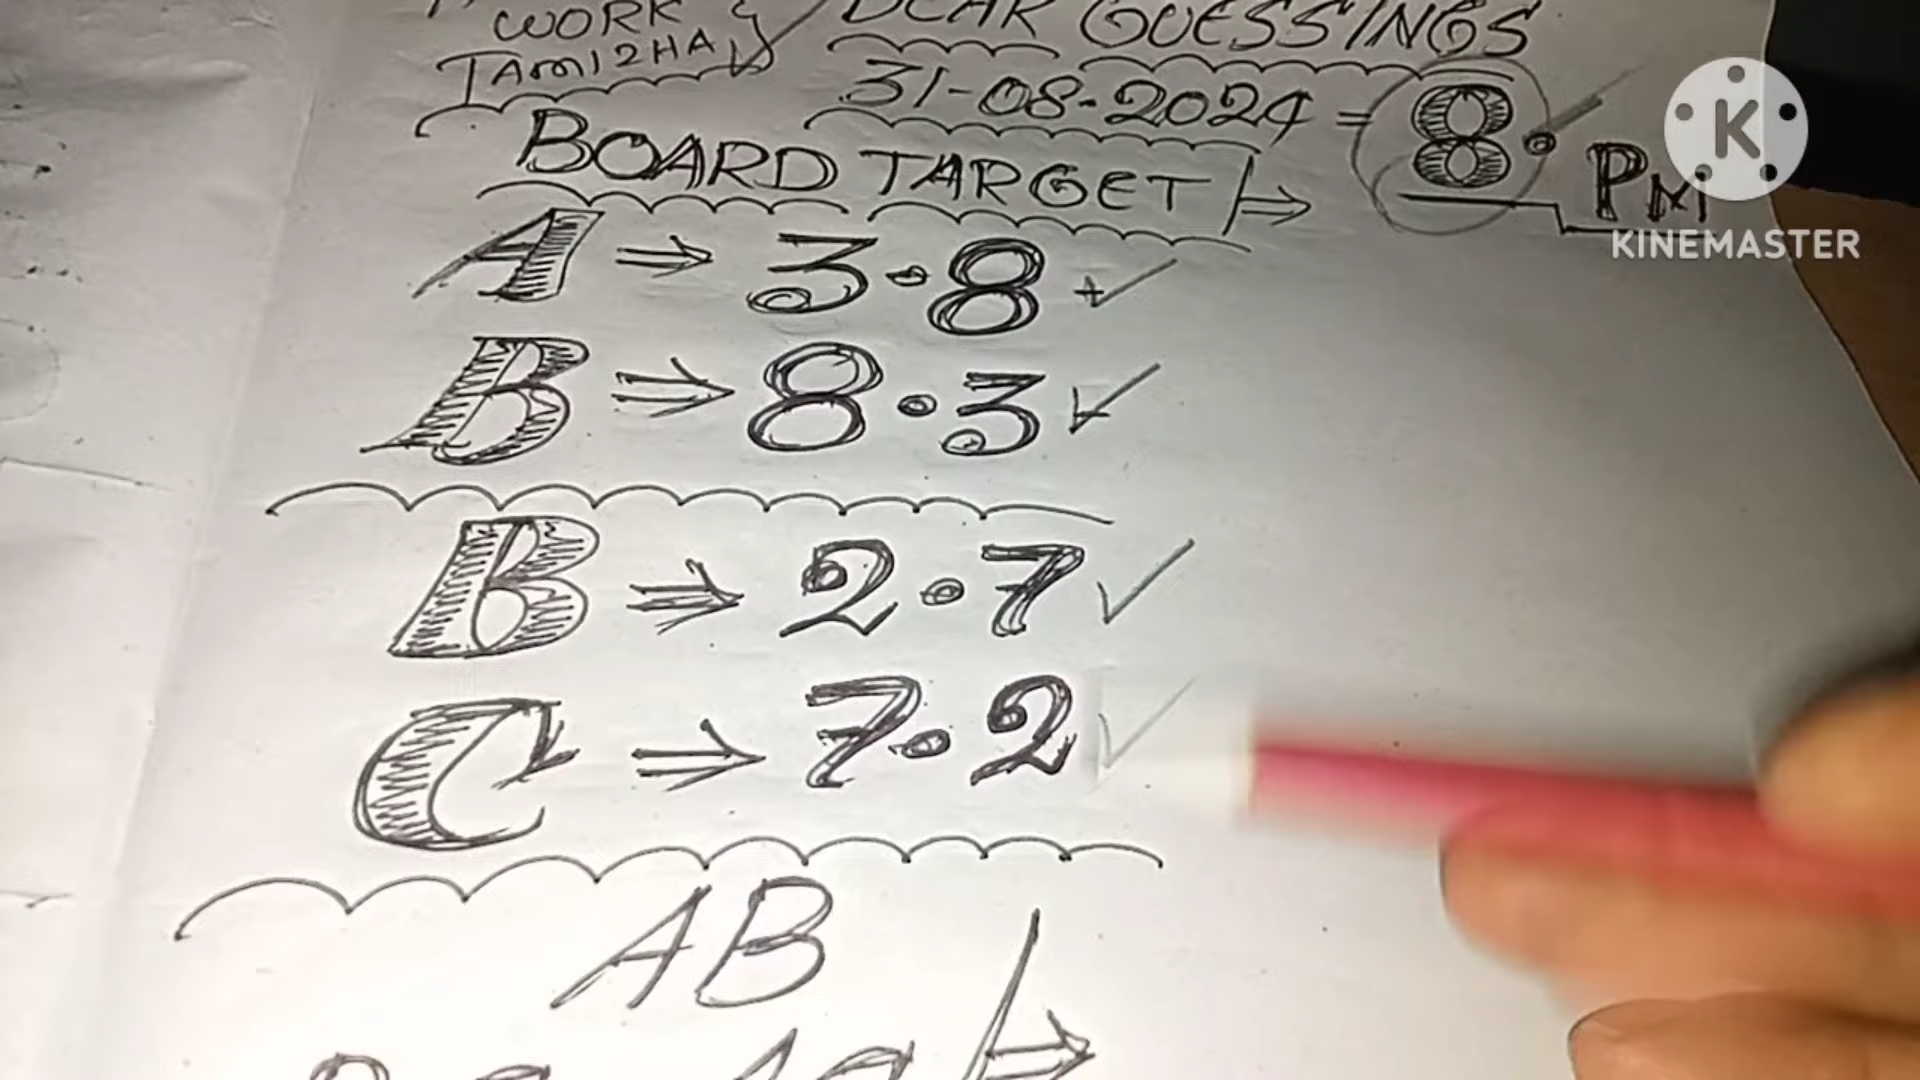 WORK
TAMIZHA
DEAR GUESSINGS
31-08-2024 = 8. PM
BOARD TARGET
A ⇒ 3.8
B ⇒ 8.3
B ⇒ 2.7
C ⇒ 7.2
AB
K
KINEMASTER